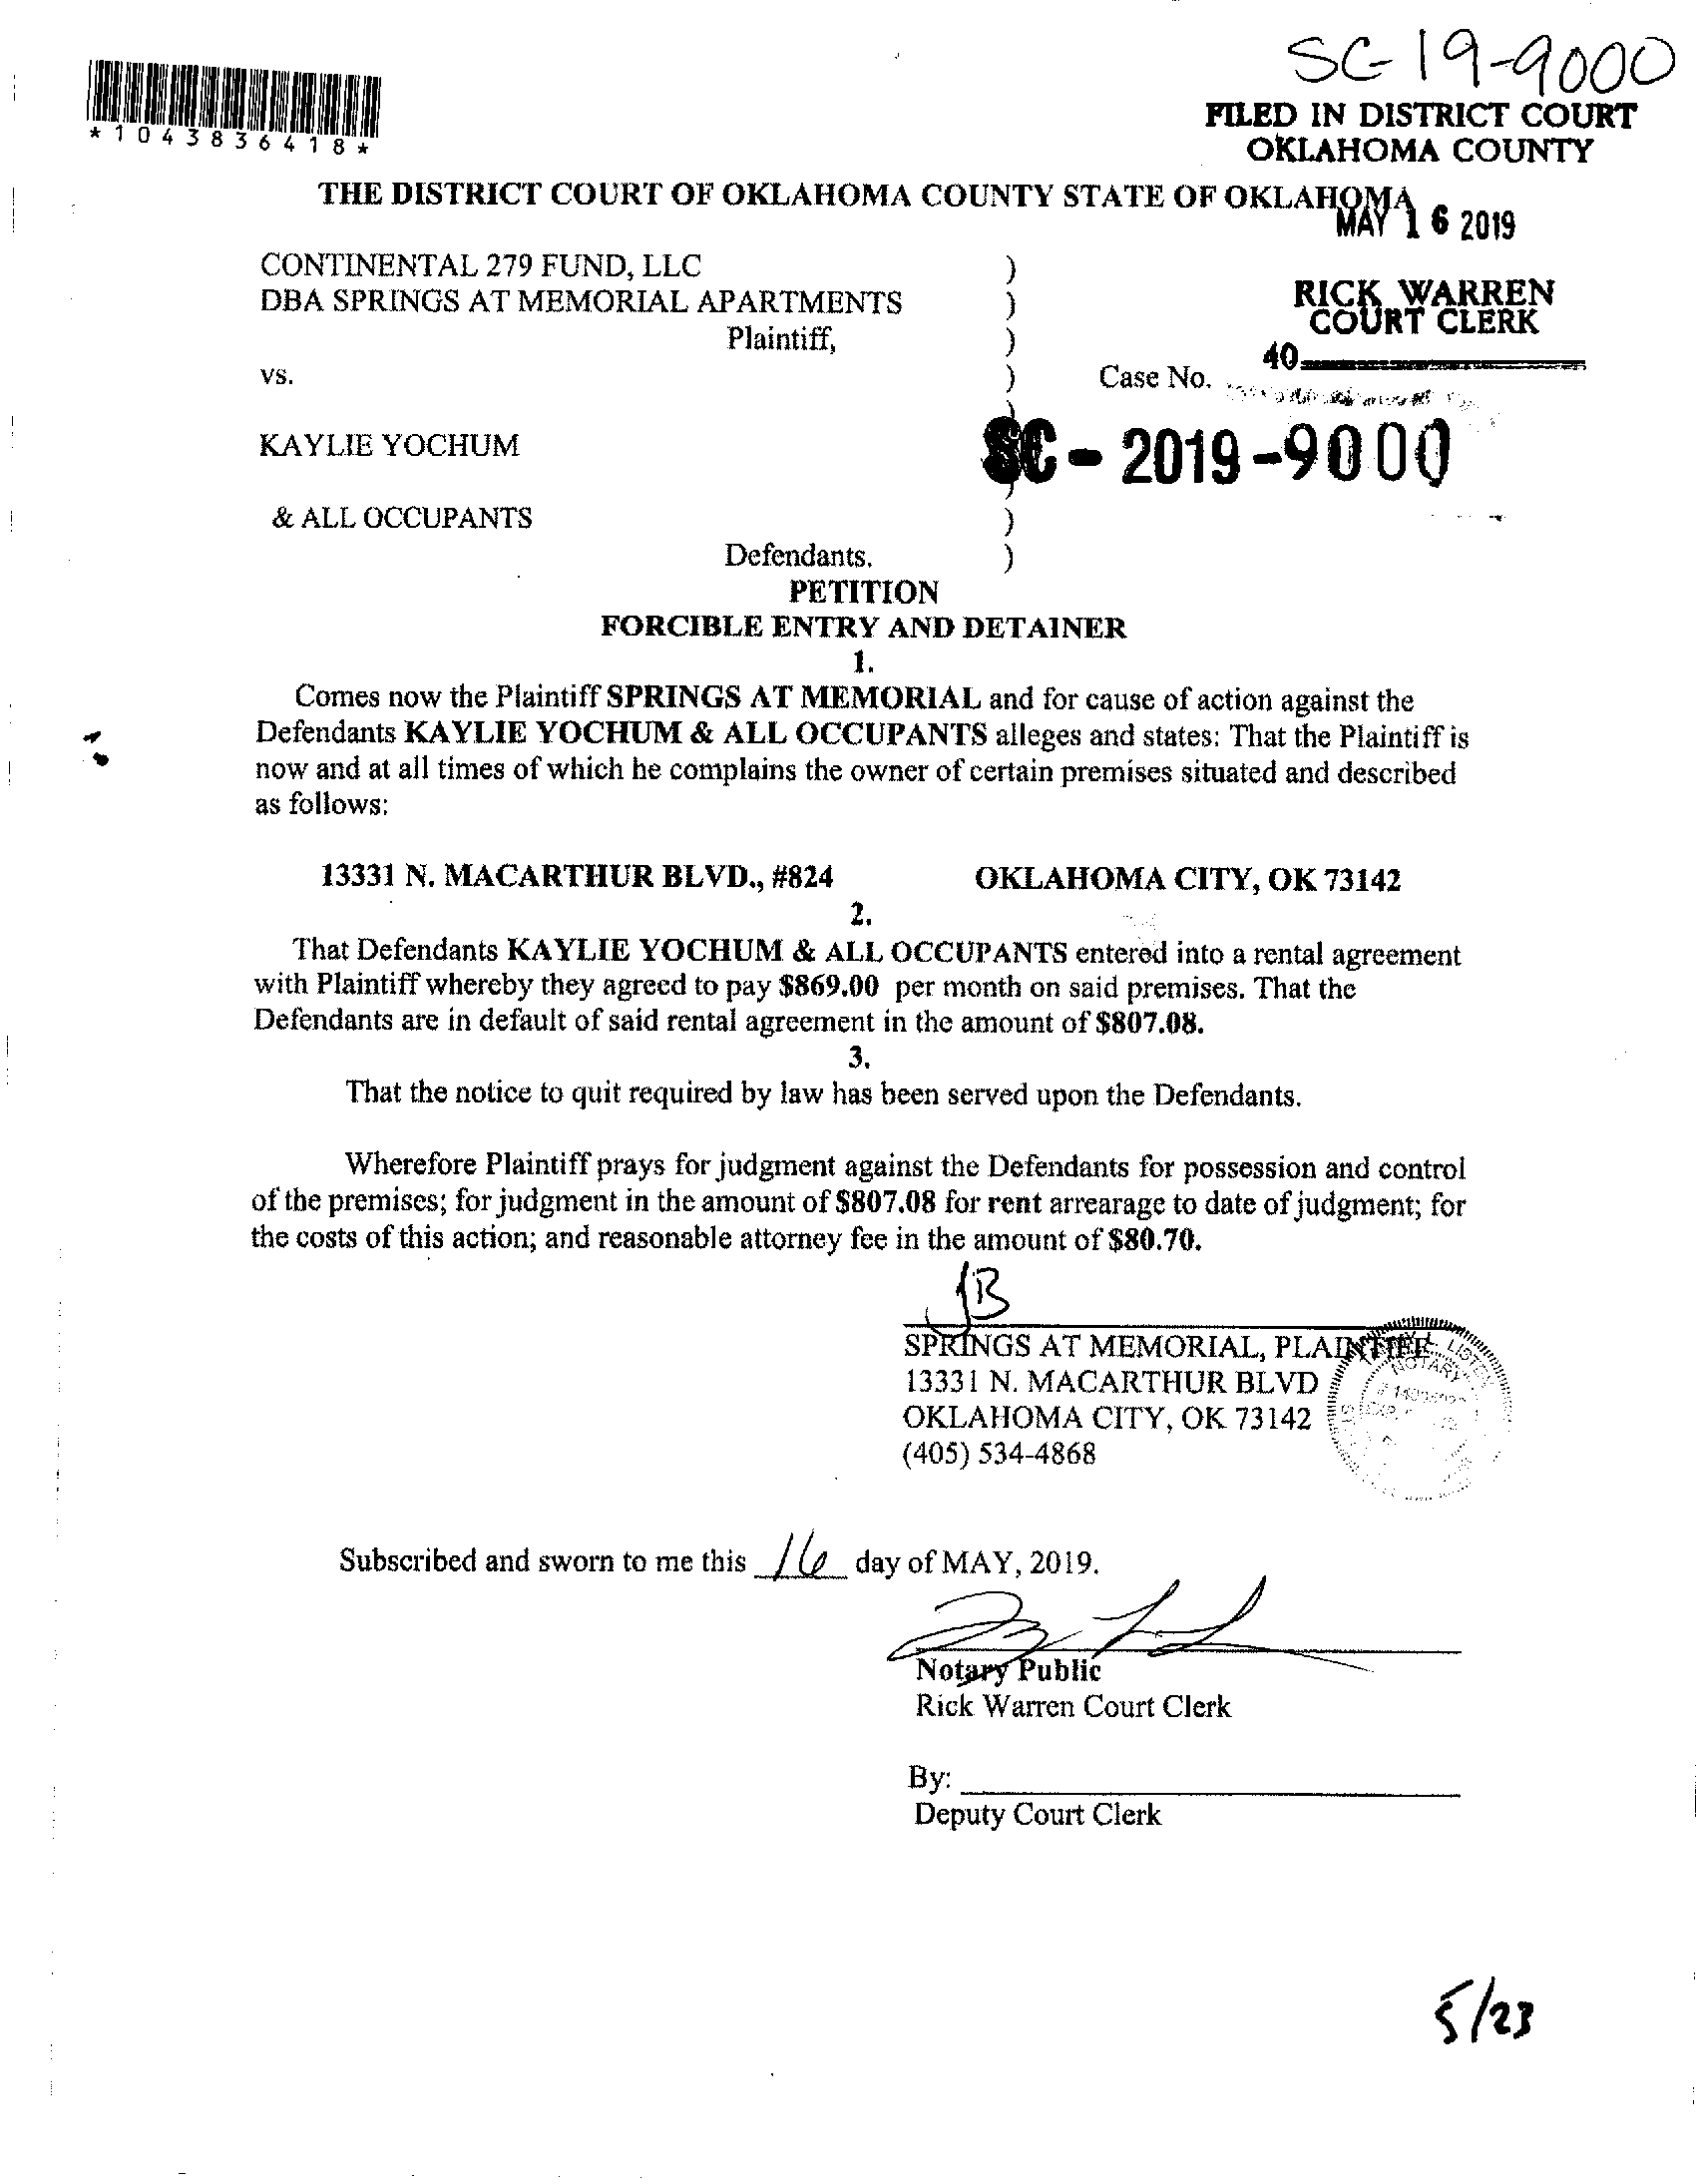 SC-19-9000
*1043836418*
FILED IN DISTRICT COURT
OKLAHOMA COUNTY
THE DISTRICT COURT OF OKLAHOMA COUNTY STATE OF OKLAHOMA
MAY 16 2019
CONTINENTAL 279 FUND, LLC )
DBA SPRINGS AT MEMORIAL APARTMENTS )
Plaintiff, )
RICK WARREN
COURT CLERK
40
vs. ) Case No.
KAYLIE YOCHUM
SC-2019-9000
& ALL OCCUPANTS )
Defendants. )
PETITION
FORCIBLE ENTRY AND DETAINER
1.
Comes now the Plaintiff SPRINGS AT MEMORIAL and for cause of action against the
Defendants KAYLIE YOCHUM & ALL OCCUPANTS alleges and states: That the Plaintiff is
now and at all times of which he complains the owner of certain premises situated and described
as follows:
13331 N. MACARTHUR BLVD., #824 OKLAHOMA CITY, OK 73142
2.
That Defendants KAYLIE YOCHUM & ALL OCCUPANTS entered into a rental agreement
with Plaintiff whereby they agreed to pay $869.00 per month on said premises. That the
Defendants are in default of said rental agreement in the amount of $807.08.
3.
That the notice to quit required by law has been served upon the Defendants.
Wherefore Plaintiff prays for judgment against the Defendants for possession and control
of the premises; for judgment in the amount of $807.08 for rent arrearage to date of judgment; for
the costs of this action; and reasonable attorney fee in the amount of $80.70.
JB
SPRINGS AT MEMORIAL, PLAINTIFF
13331 N. MACARTHUR BLVD
OKLAHOMA CITY, OK 73142
(405) 534-4868
NOTARY
Subscribed and sworn to me this 16 day of MAY, 2019.
Notary Public
Rick Warren Court Clerk
By:
Deputy Court Clerk
5/23